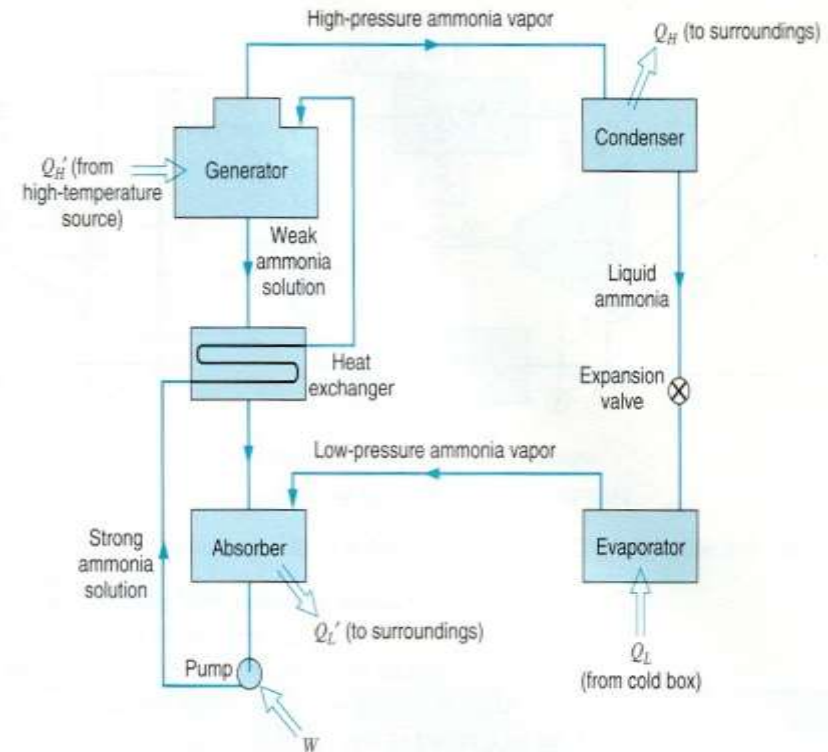 High-pressure ammonia vapor
Q_H (to surroundings)
Condenser
Q_H′ (from
high-temperature
source)
Generator
Weak
ammonia
solution
Liquid
ammonia
Heat
exchanger
Expansion
valve
Low-pressure ammonia vapor
Strong
ammonia
solution
Absorber
Evaporator
Q_L′ (to surroundings)
Q_L
(from cold box)
Pump
W